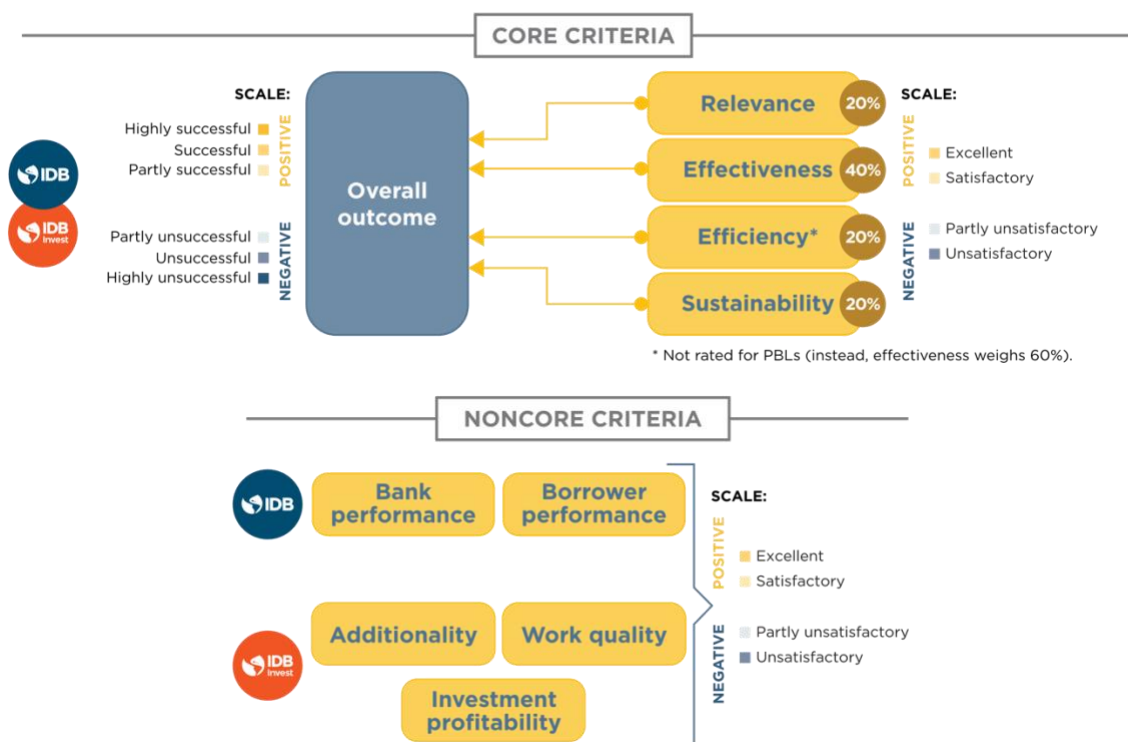 CORE CRITERIA
SCALE:
Highly successful
Successful
Partly successful
POSITIVE
Partly unsuccessful
Unsuccessful
Highly unsuccessful
NEGATIVE
IDB
IDB
Invest
Overall
outcome
Relevance
20%
Effectiveness
40%
Efficiency*
20%
Sustainability
20%
SCALE:
POSITIVE
Excellent
Satisfactory
NEGATIVE
Partly unsatisfactory
Unsatisfactory
* Not rated for PBLs (instead, effectiveness weighs 60%).
NONCORE CRITERIA
IDB
Bank
performance
Borrower
performance
IDB
Invest
Additionality
Work quality
Investment
profitability
SCALE:
POSITIVE
Excellent
Satisfactory
NEGATIVE
Partly unsatisfactory
Unsatisfactory